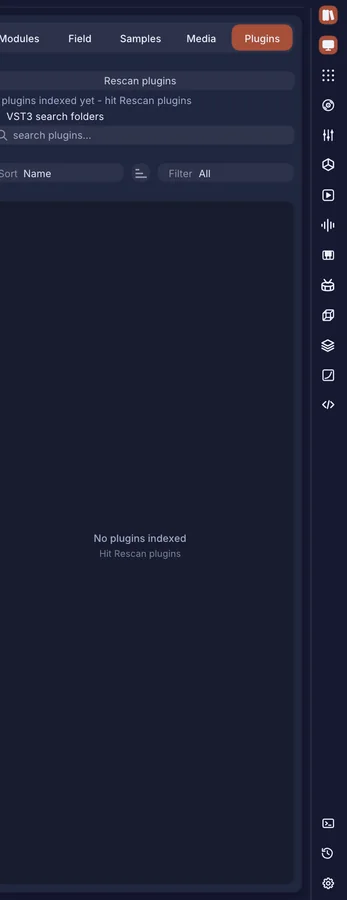 Modules Field Samples Media Plugins
Rescan plugins
plugins indexed yet - hit Rescan plugins
VST3 search folders
search plugins...
Sort Name Filter All
No plugins indexed
Hit Rescan plugins